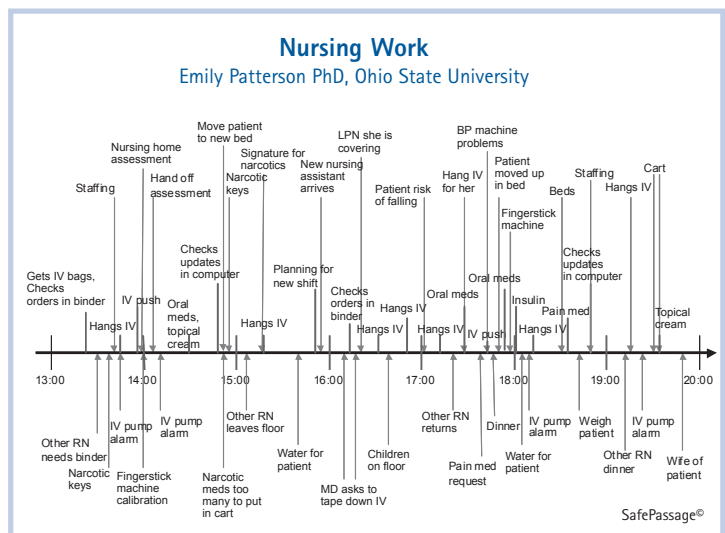 Nursing Work
Emily Patterson PhD, Ohio State University
Move patient
to new bed
LPN she is
covering
BP machine
problems
Nursing home
assessment
Signature for
narcotics
Staffing
Hand off
assessment
Narcotic
keys
New nursing
assistant
arrives
Patient risk
of falling
Hang IV
for her
Patient
moved up
in bed
Beds
Staffing
Hangs IV
Cart
Fingerstick
machine
Gets IV bags,
Checks
orders in binder
Checks
updates
in computer
Planning for
new shift
Checks
orders in
binder
Oral meds
Oral meds
Checks
updates
in computer
IV push
Hangs IV
Oral
meds,
topical
cream
Hangs IV
Hangs IV
Hangs IV
Hangs IV
IV push
Insulin
Hangs IV
Pain med
Topical
cream
13:00
14:00
15:00
16:00
17:00
18:00
19:00
20:00
Other RN
needs binder
Narcotic
keys
IV pump
alarm
Fingerstick
machine
calibration
IV pump
alarm
Other RN
leaves floor
Narcotic
meds too
many to put
in cart
Water for
patient
MD asks to
tape down IV
Children
on floor
Other RN
returns
Pain med
request
Dinner
Water for
patient
IV pump
alarm
Weigh
patient
Other RN
dinner
IV pump
alarm
Wife of
patient
SafePassage©